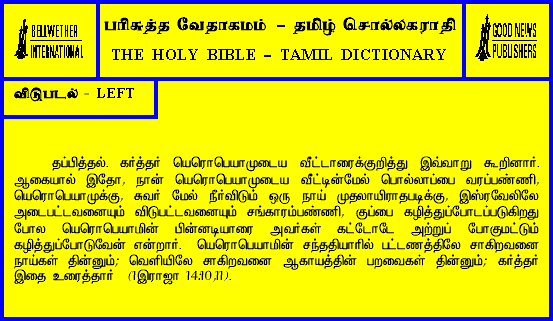 BELLWETHER
INTERNATIONAL
பரிசுத்த வேதாகமம் – தமிழ் சொல்லகராதி
THE HOLY BIBLE – TAMIL DICTIONARY
GOOD NEWS
PUBLISHERS
விடுபடல் - LEFT
தப்பித்தல். கர்த்தர் யெரொபெயாமுடைய வீட்டாரைக்குறித்து இவ்வாறு கூறினார்.
ஆகையால் இதோ, நான் யெரொபெயாமுடைய வீட்டின்மேல் பொல்லாப்பை வரப்பண்ணி,
யெரொபெயாமுக்கு, சுவர் மேல் நீர்விடும் ஒரு நாய் முதலாயிராதபடிக்கு, இஸ்ரவேலிலே
அடைபட்டவனையும் விடுபட்டவனையும் சங்காரம்பண்ணி, குப்பை கழித்துப்போடப்படுகிறது
போல யெரொபெயாமின் பின்னடியாரை அவர்கள் கட்டோடே அற்றுப் போகுமட்டும்
கழித்துப்போடுவேன் என்றார். யெரொபெயாமின் சந்ததியாரில் பட்டணத்திலே சாகிறவனை
நாய்கள் தின்னும்; வெளியிலே சாகிறவனை ஆகாயத்தின் பறவைகள் தின்னும்; கர்த்தர்
இதை உரைத்தார் (1இராஜா 14:10,11).